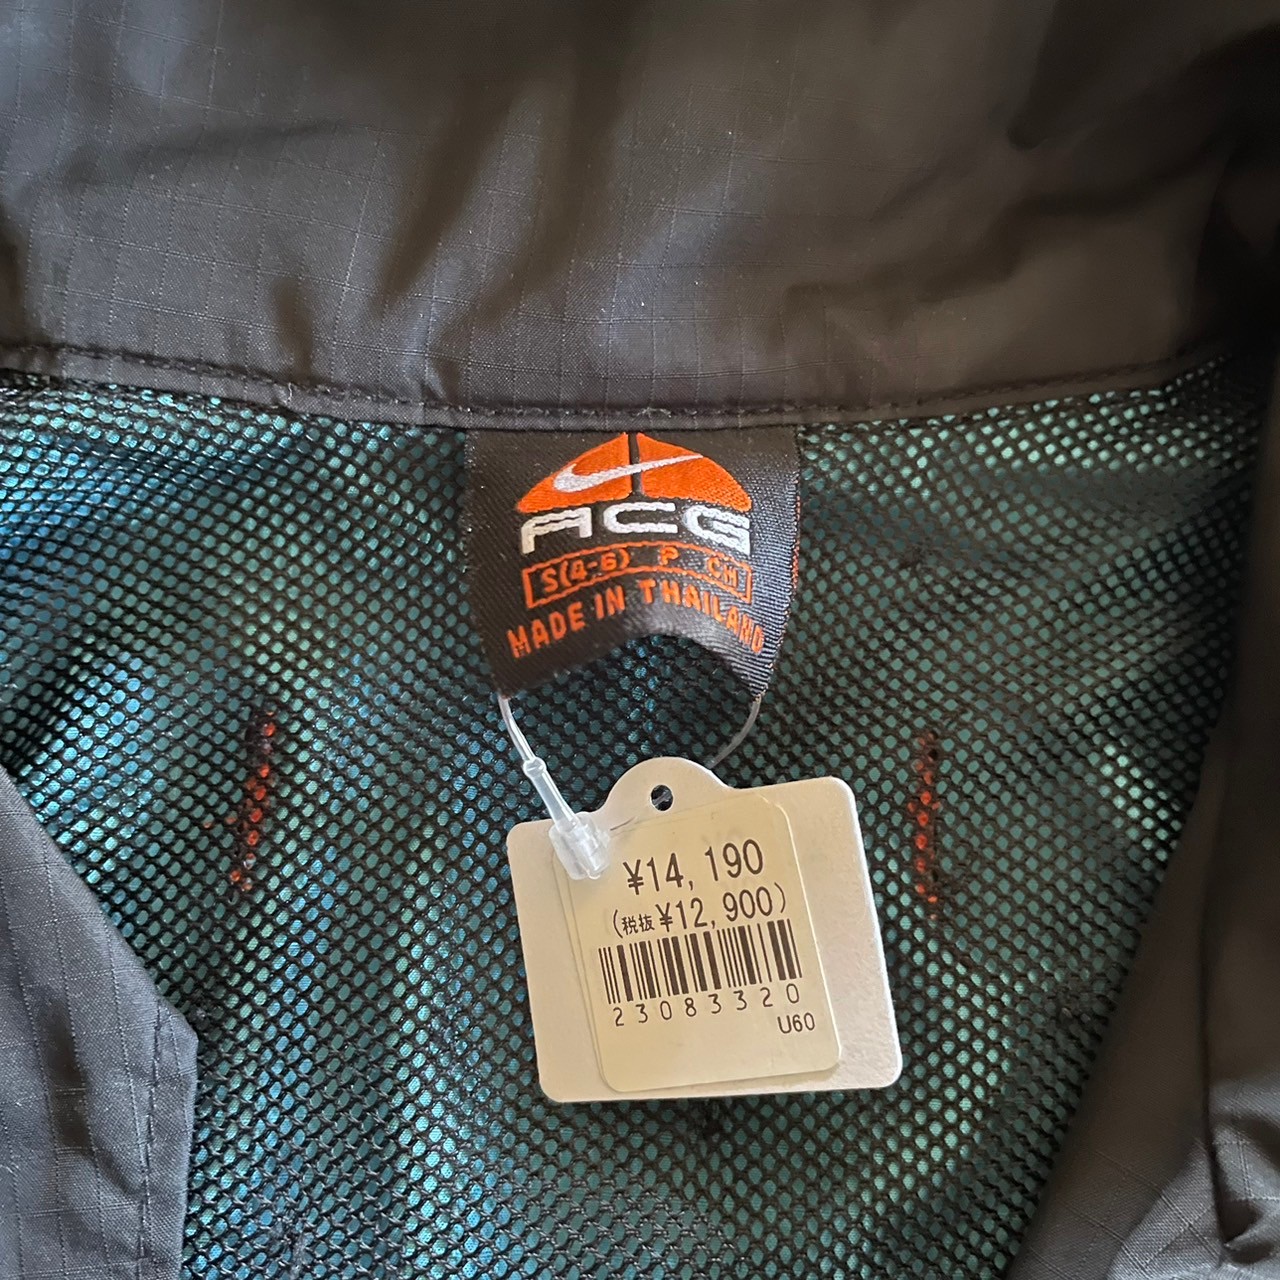 ACG
S(4-6) P CH
MADE IN THAILAND
¥14,190
(税抜¥12,900)
23083320
U60